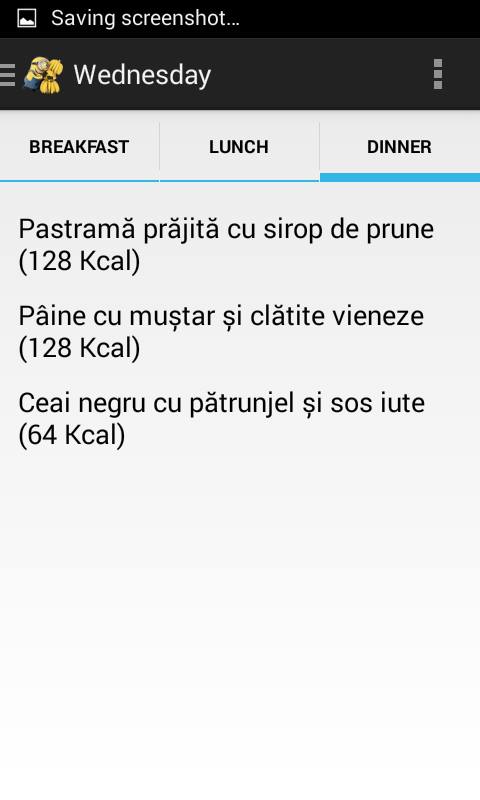 Saving screenshot...
Wednesday
BREAKFAST LUNCH DINNER
Pastramă prăjită cu sirop de prune
(128 Kcal)
Pâine cu muștar și clătite vieneze
(128 Kcal)
Ceai negru cu pătrunjel și sos iute
(64 Kcal)